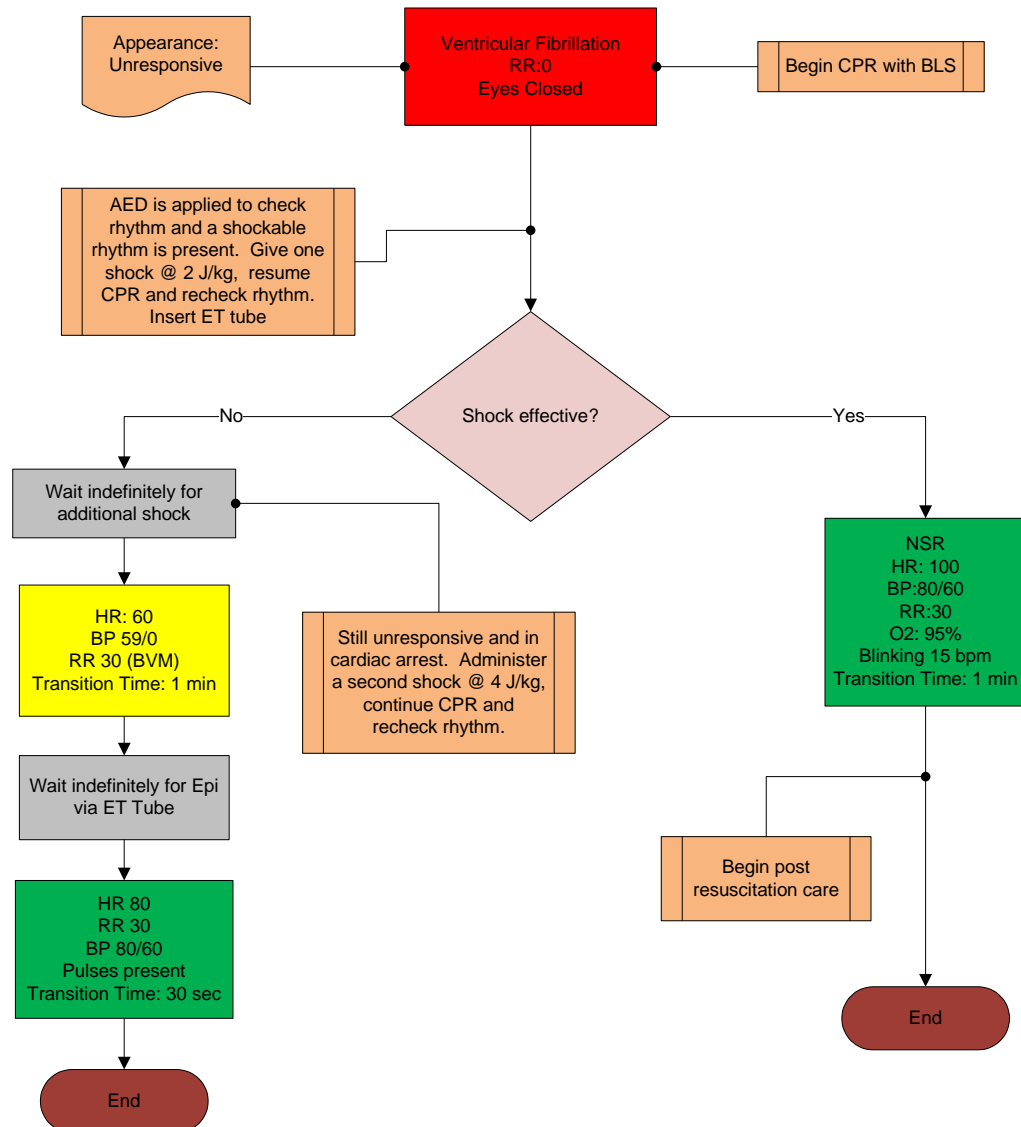 Appearance:
Unresponsive
Ventricular Fibrillation
RR:0
Eyes Closed
Begin CPR with BLS
AED is applied to check
rhythm and a shockable
rhythm is present.  Give one
shock @ 2 J/kg,  resume
CPR and recheck rhythm.
Insert ET tube
Shock effective?
No
Yes
Wait indefinitely for
additional shock
HR: 60
BP 59/0
RR 30 (BVM)
Transition Time: 1 min
Still unresponsive and in
cardiac arrest.  Administer
a second shock @ 4 J/kg,
continue CPR and
recheck rhythm.
NSR
HR: 100
BP:80/60
RR:30
O2: 95%
Blinking 15 bpm
Transition Time: 1 min
Wait indefinitely for Epi
via ET Tube
HR 80
RR 30
BP 80/60
Pulses present
Transition Time: 30 sec
Begin post
resuscitation care
End
End